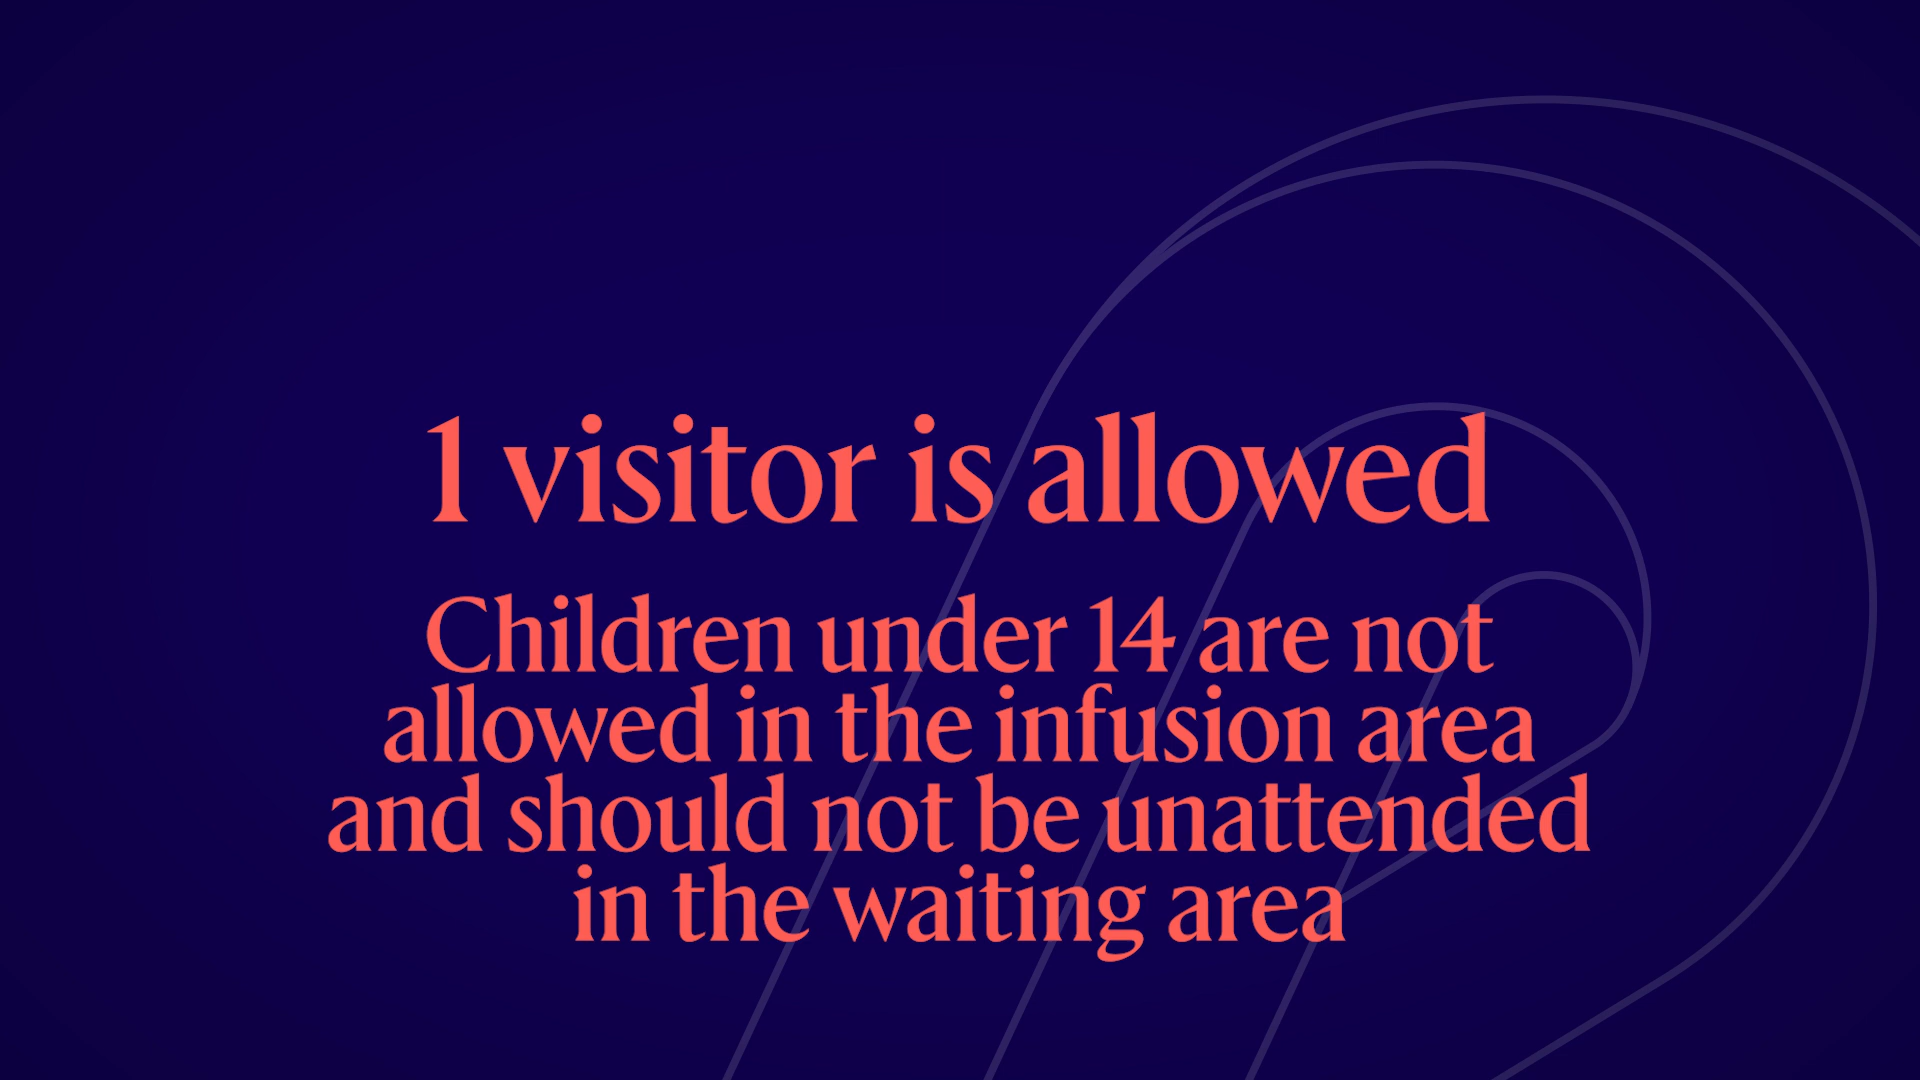 1 visitor is allowed
Children under 14 are not
allowed in the infusion area
and should not be unattended
in the waiting area